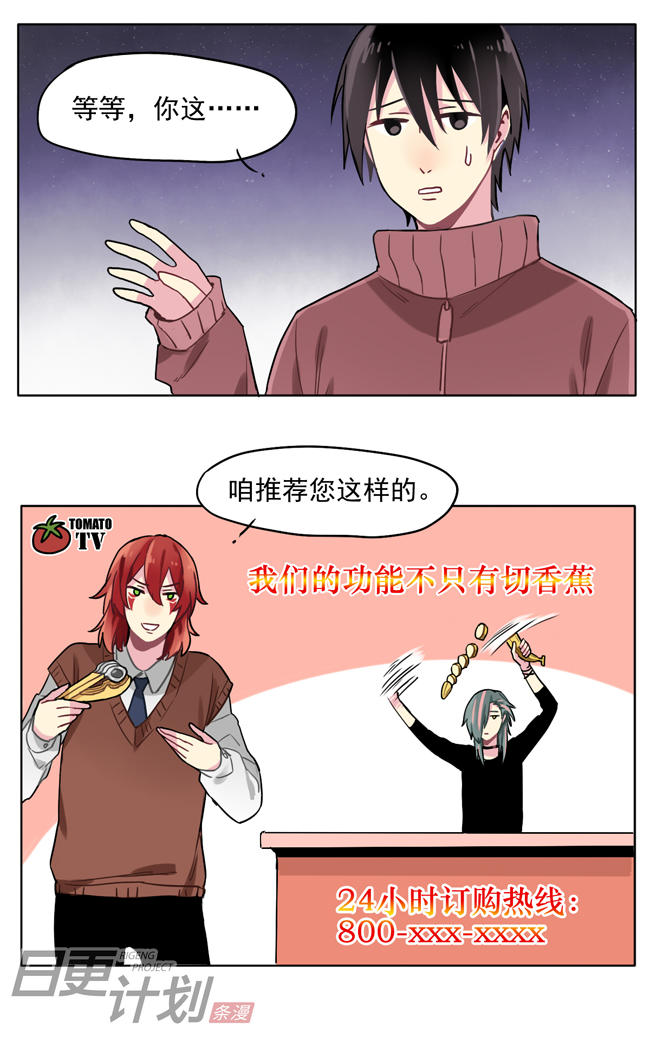 等等，你这……
咱推荐您这样的。
TOMATO
TV
我们的功能不只有切香蕉
24小时订购热线：
800-xxx-xxxx
日更
RIGENG
PROJECT
计划
条漫